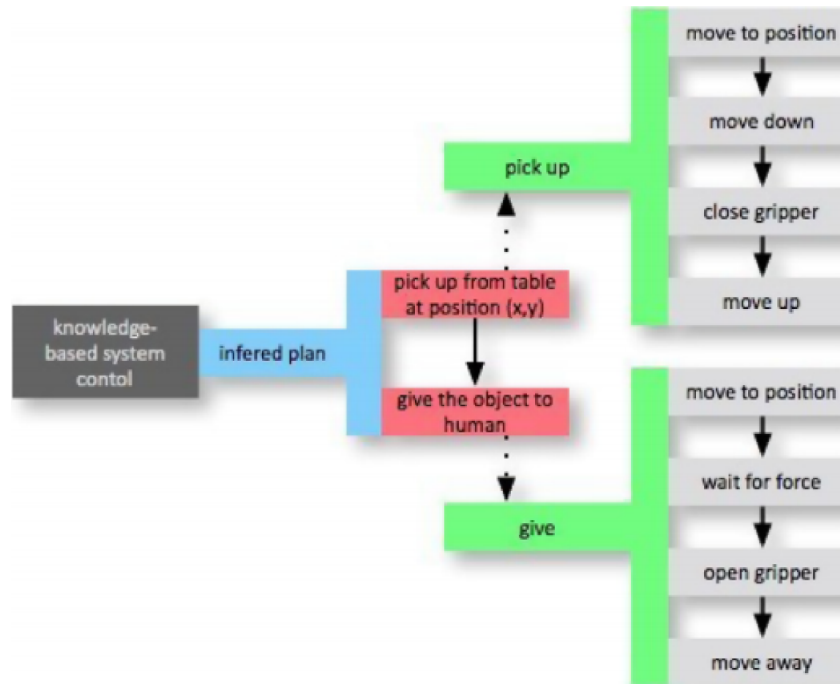 knowledge-
based system
contol
infered plan
pick up from table
at position (x,y)
give the object to
human
pick up
move to position
move down
close gripper
move up
give
move to position
wait for force
open gripper
move away